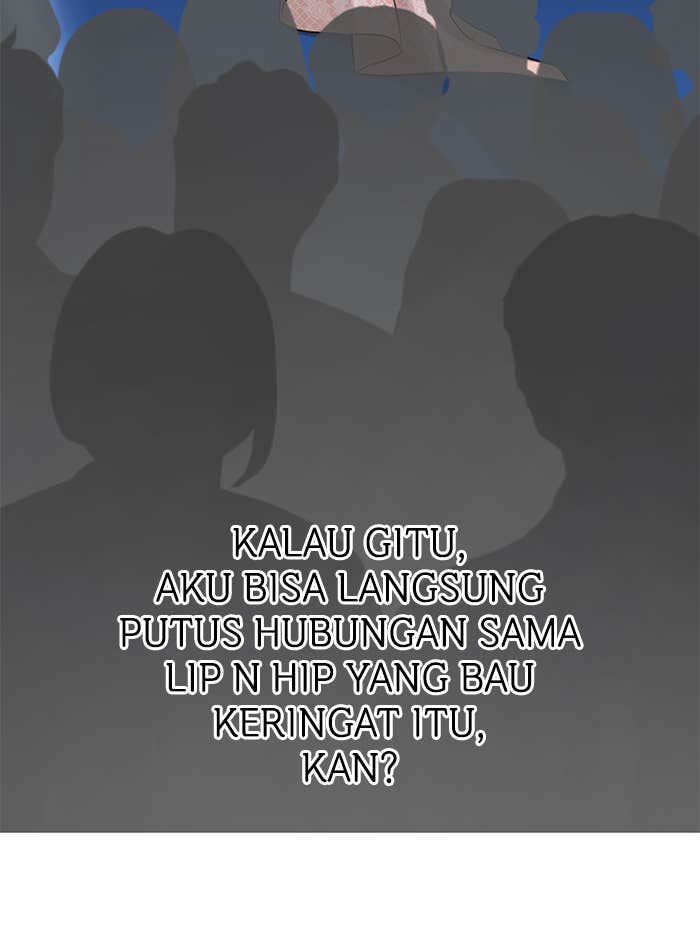 KALAU GITU,
AKU BISA LANGSUNG
PUTUS HUBUNGAN SAMA
LIP N HIP YANG BAU
KERINGAT ITU,
KAN?